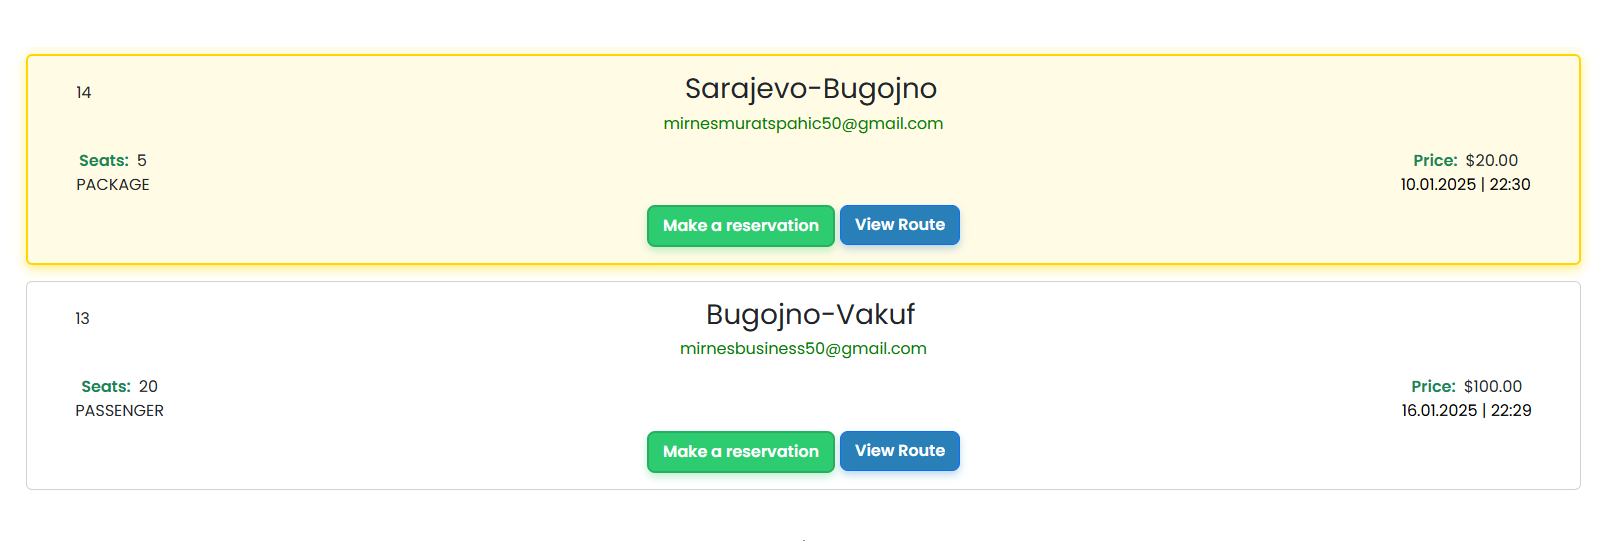 14
Sarajevo-Bugojno
mirnesmuratspahic50@gmail.com
Seats: 5
Price: $20.00
PACKAGE
10.01.2025 | 22:30
Make a reservation
View Route
13
Bugojno-Vakuf
mirnesbusiness50@gmail.com
Seats: 20
Price: $100.00
PASSENGER
16.01.2025 | 22:29
Make a reservation
View Route